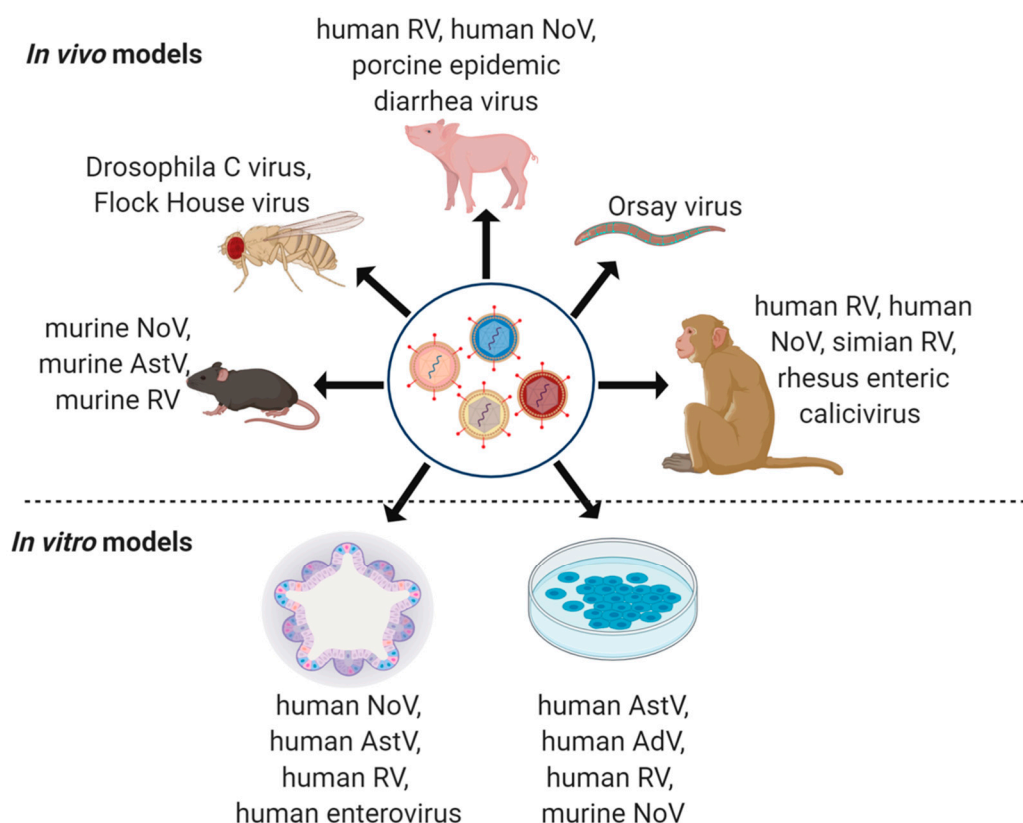 In vivo models
human RV, human NoV,
porcine epidemic
diarrhea virus
Drosophila C virus,
Flock House virus
Orsay virus
murine NoV,
murine AstV,
murine RV
human RV, human
NoV, simian RV,
rhesus enteric
calicivirus
In vitro models
human NoV,
human AstV,
human RV,
human enterovirus
human AstV,
human AdV,
human RV,
murine NoV